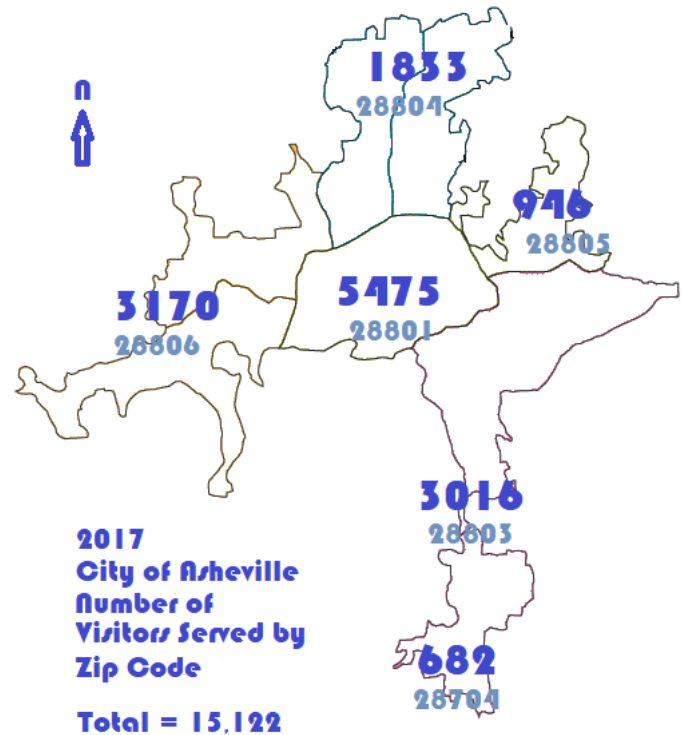 1833
28804
n
946
28805
5475
28801
3170
28806
3016
28803
2017
City of Asheville
Number of
Visitors Served by
Zip Code
682
28704
Total = 15,122